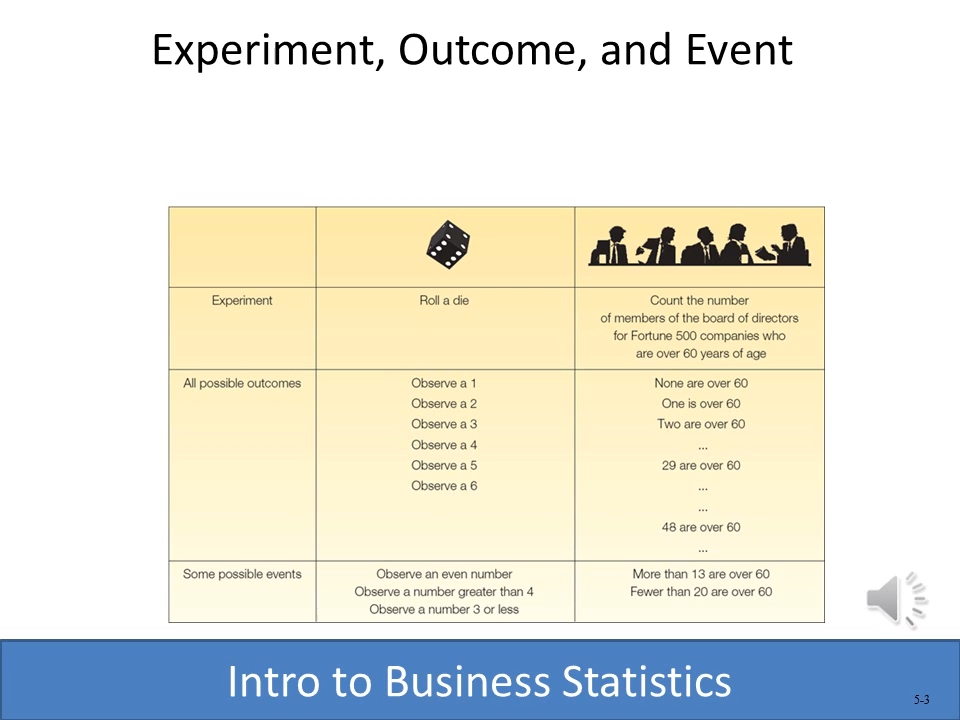 Experiment, Outcome, and Event
Experiment
Roll a die
Count the number
of members of the board of directors
for Fortune 500 companies who
are over 60 years of age
All possible outcomes
Observe a 1
Observe a 2
Observe a 3
Observe a 4
Observe a 5
Observe a 6
None are over 60
One is over 60
Two are over 60
...
29 are over 60
...
...
48 are over 60
...
Some possible events
Observe an even number
Observe a number greater than 4
Observe a number 3 or less
More than 13 are over 60
Fewer than 20 are over 60
Intro to Business Statistics
5-3